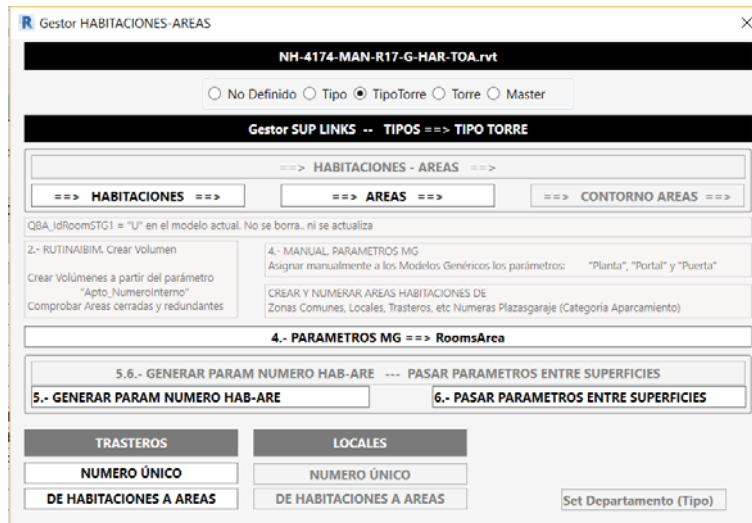 R Gestor HABITACIONES-AREAS
NH-4174-MAN-R17-G-HAR-TOA.rvt
No Definido Tipo TipoTorre Torre Master
Gestor SUP LINKS -- TIPOS ==> TIPO TORRE
==> HABITACIONES - AREAS ==>
==> HABITACIONES ==> ==> AREAS ==> ==> CONTORNO AREAS ==>
QBA_IdRoomSTG1 = "U" en el modelo actual. No se borra.. ni se actualiza
2.- RUTINAIBIM. Crear Volumen
Crear Volúmenes a partir del parámetro
"Apto_NumeroInterno"
Comprobar Areas cerradas y redundantes
4.- MANUAL. PARAMETROS MG
Asignar manualmente a los Modelos Genéricos los parámetros: "Planta", "Portal" y "Puerta"
CREAR Y NUMERAR AREAS HABITACIONES DE
Zonas Comunes, Locales, Trasteros, etc Numeras Plazasgaraje (Categoria Aparcamiento)
4.- PARAMETROS MG ==> RoomsArea
5.6.- GENERAR PARAM NUMERO HAB-ARE --- PASAR PARAMETROS ENTRE SUPERFICIES
5.- GENERAR PARAM NUMERO HAB-ARE 6.- PASAR PARAMETROS ENTRE SUPERFICIES
TRASTEROS LOCALES
NUMERO ÚNICO NUMERO ÚNICO
DE HABITACIONES A AREAS DE HABITACIONES A AREAS Set Departamento (Tipo)